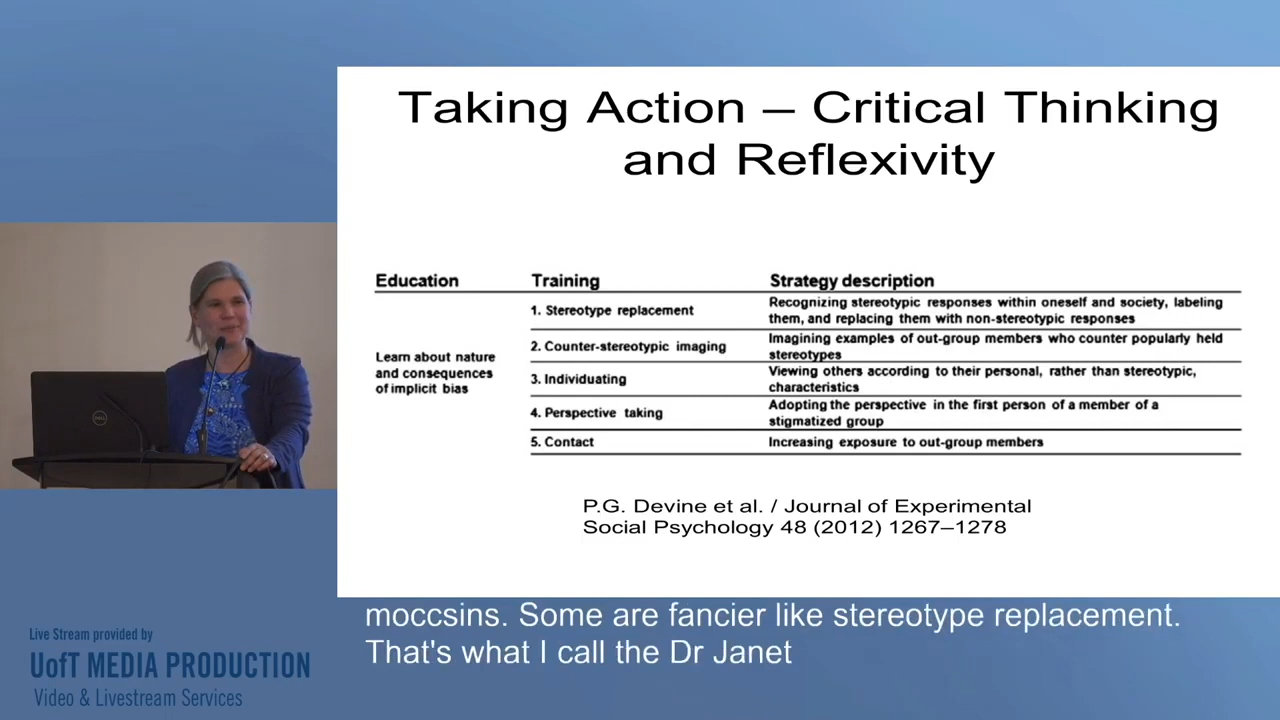 Taking Action – Critical Thinking
and Reflexivity
Education Training Strategy description
1. Stereotype replacement
Recognizing stereotypic responses within oneself and society, labeling
them, and replacing them with non-stereotypic responses
Learn about nature
and consequences
of implicit bias
2. Counter-stereotypic imaging
Imagining examples of out-group members who counter popularly held
stereotypes
3. Individuating
Viewing others according to their personal, rather than stereotypic,
characteristics
4. Perspective taking
Adopting the perspective in the first person of a member of a
stigmatized group
5. Contact
Increasing exposure to out-group members
P.G. Devine et al. / Journal of Experimental
Social Psychology 48 (2012) 1267–1278
DELL
moccsins. Some are fancier like stereotype replacement.
That's what I call the Dr Janet
Live Stream provided by
UofT MEDIA PRODUCTION
Video & Livestream Services